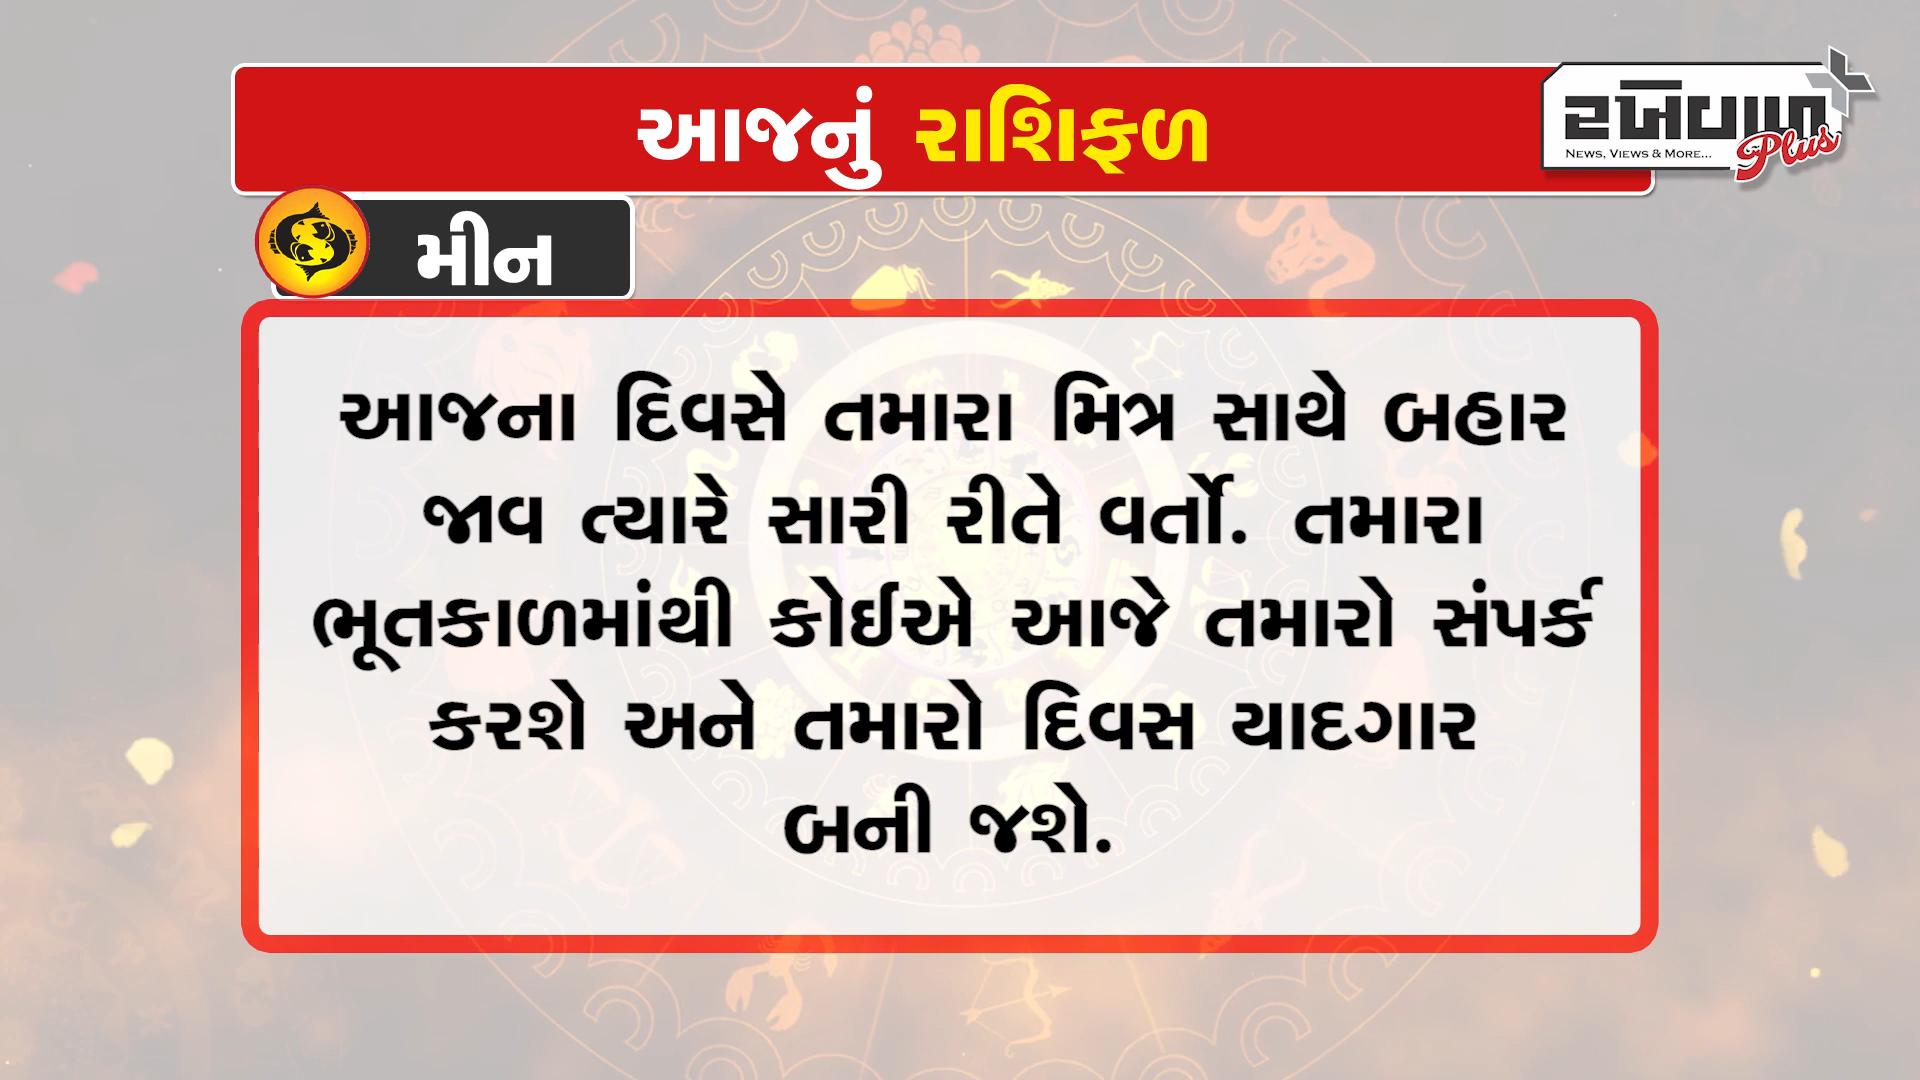 આજનું રાશિફળ
રખેવાળ
Plus
NEWS, VIEWS & MORE...
મીન
આજના દિવસે તમારા મિત્ર સાથે બહાર
જાવ ત્યારે સારી રીતે વર્તો. તમારા
ભૂતકાળમાંથી કોઈએ આજે તમારો સંપર્ક
કરશે અને તમારો દિવસ યાદગાર
બની જશે.